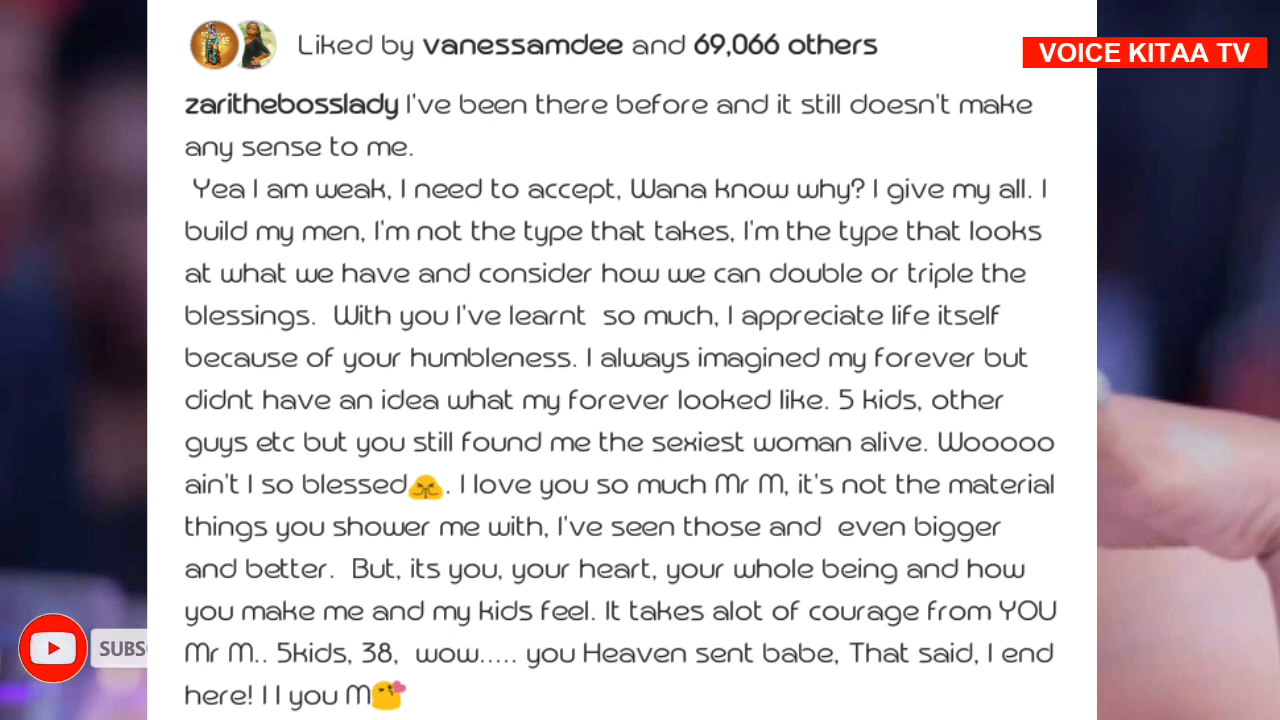 Liked by vanessamdee and 69,066 others
VOICE KITAA TV
zarithebosslady I've been there before and it still doesn't make
any sense to me.
Yea I am weak, I need to accept, Wana know why? I give my all. I
build my men, I'm not the type that takes, I'm the type that looks
at what we have and consider how we can double or triple the
blessings. With you I've learnt so much, I appreciate life itself
because of your humbleness. I always imagined my forever but
didnt have an idea what my forever looked like. 5 kids, other
guys etc but you still found me the sexiest woman alive. Wooooo
ain't I so blessed🙏. I love you so much Mr M, it's not the material
things you shower me with, I've seen those and even bigger
and better. But, its you, your heart, your whole being and how
you make me and my kids feel. It takes alot of courage from YOU
Mr M.. 5kids, 38, wow..... you Heaven sent babe, That said, I end
here! I l you M😘
SUBS